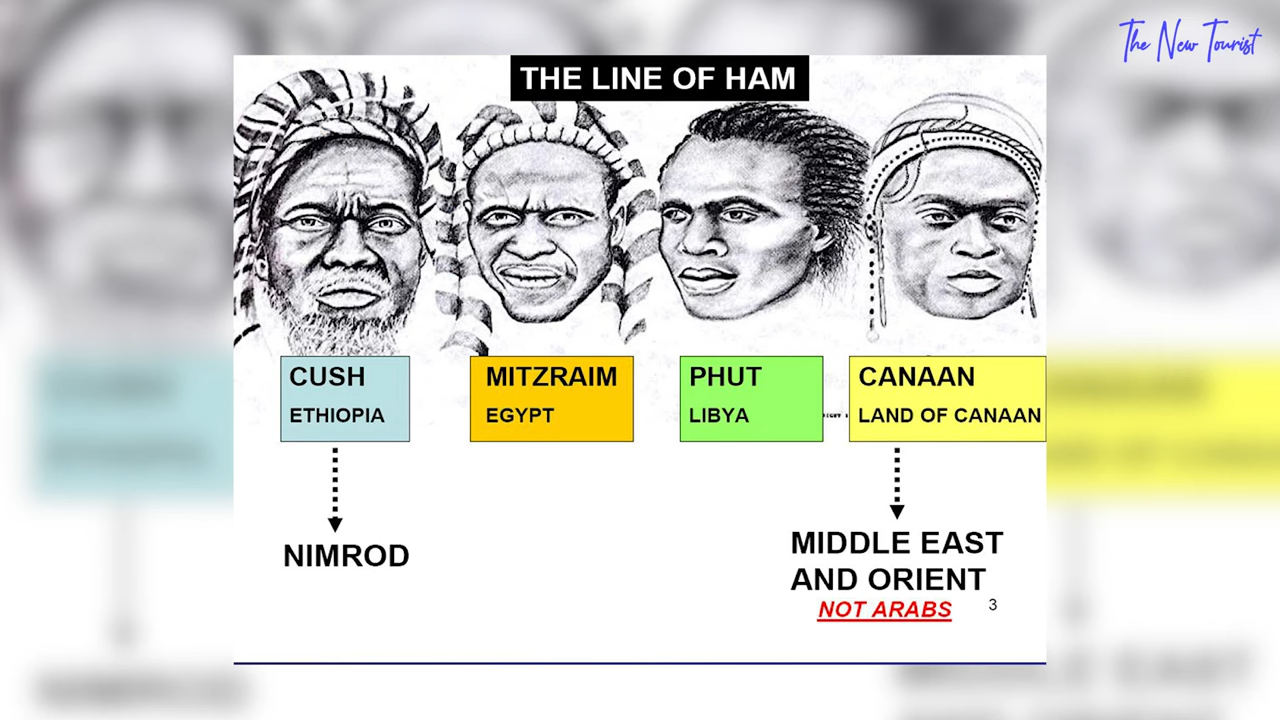 The New Tourist
THE LINE OF HAM
CUSH
ETHIOPIA
MITZRAIM
EGYPT
PHUT
LIBYA
CANAAN
LAND OF CANAAN
NIMROD
MIDDLE EAST
AND ORIENT
NOT ARABS
3
NIMROD